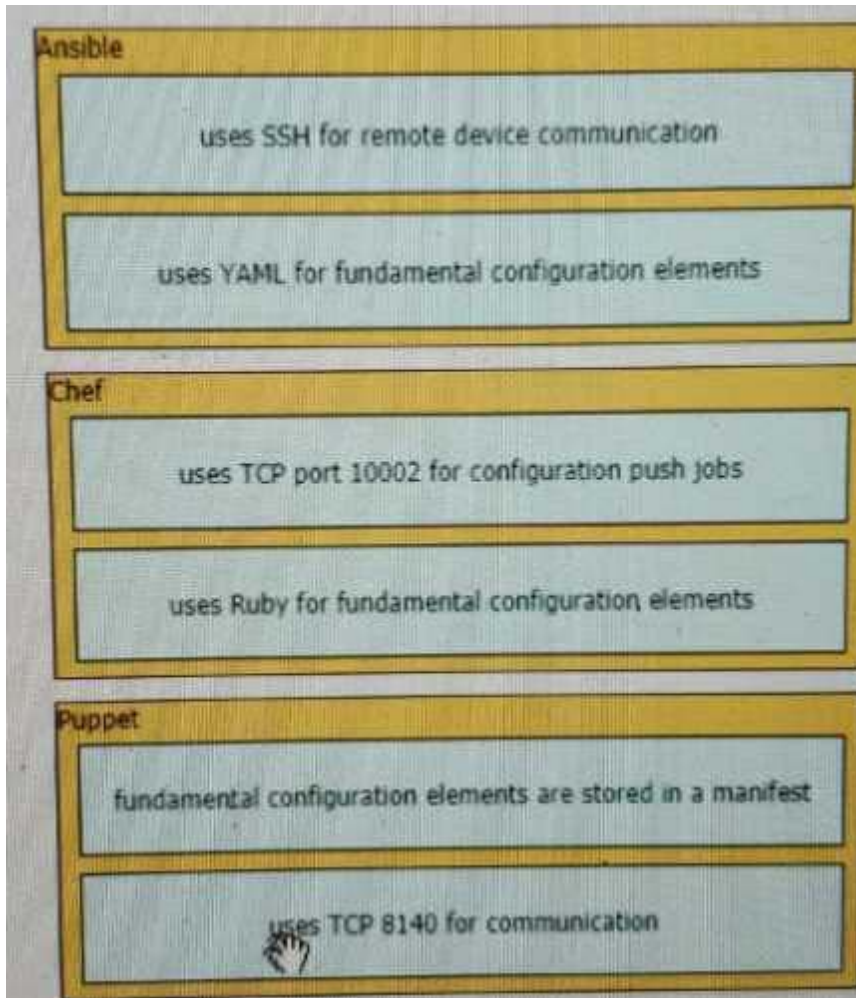 Ansible
uses SSH for remote device communication
uses YAML for fundamental configuration elements
Chef
uses TCP port 10002 for configuration push jobs
uses Ruby for fundamental configuration elements
Puppet
fundamental configuration elements are stored in a manifest
uses TCP 8140 for communication